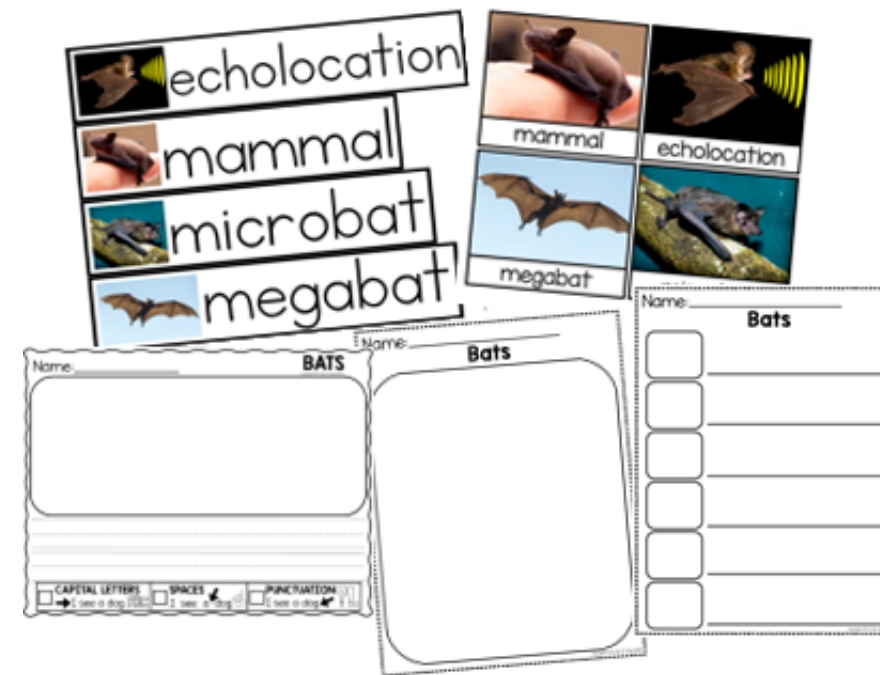 echolocation
mammal
microbat
megabat
mammal
echolocation
megabat
Name:
BATS
CAPITAL LETTERS
I see a dog
SPACES
I see a dog
PUNCTUATION
I see a dog
Name:
Bats
Name:
Bats